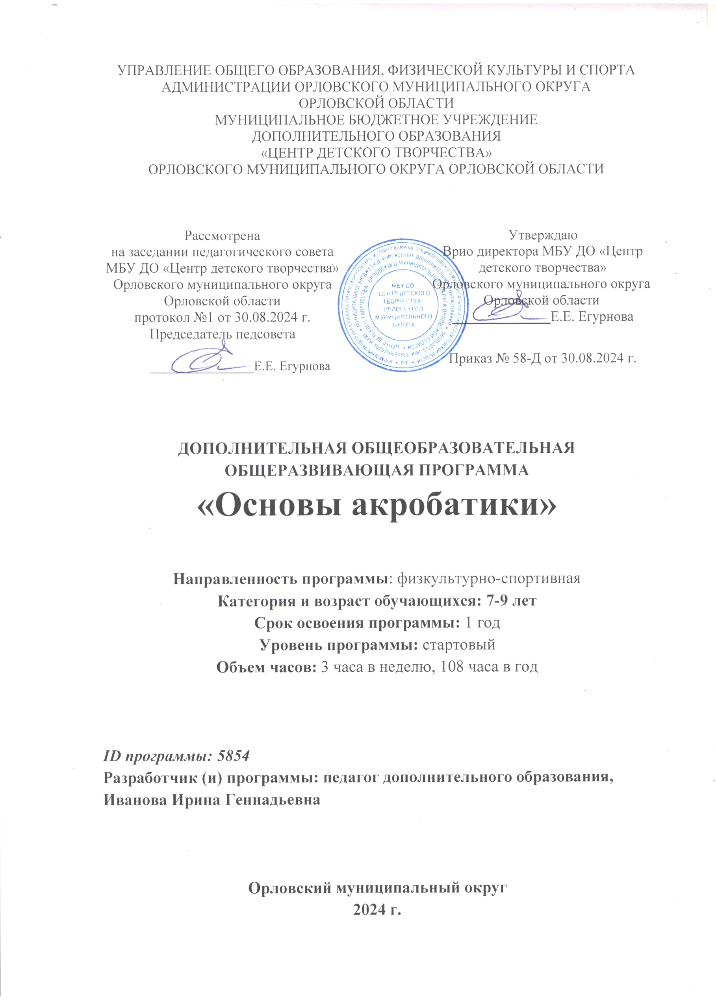 УПРАВЛЕНИЕ ОБЩЕГО ОБРАЗОВАНИЯ, ФИЗИЧЕСКОЙ КУЛЬТУРЫ И СПОРТА
АДМИНИСТРАЦИИ ОРЛОВСКОГО МУНИЦИПАЛЬНОГО ОКРУГА
ОРЛОВСКОЙ ОБЛАСТИ
МУНИЦИПАЛЬНОЕ БЮДЖЕТНОЕ УЧРЕЖДЕНИЕ
ДОПОЛНИТЕЛЬНОГО ОБРАЗОВАНИЯ
«ЦЕНТР ДЕТСКОГО ТВОРЧЕСТВА»
ОРЛОВСКОГО МУНИЦИПАЛЬНОГО ОКРУГА ОРЛОВСКОЙ ОБЛАСТИ
Рассмотрена
на заседании педагогического совета
МБУ ДО «Центр детского творчества»
Орловского муниципального округа
Орловской области
протокол №1 от 30.08.2024 г.
Председатель педсовета
Е.Е. Егурнова
МБУ ДО
ЦЕНТР ДЕТСКОГО
ТВОРЧЕСТВА»
ОРЛОВСКОГО
МУНИЦИПАЛЬНОГО
ОКРУГА
Утверждаю
Врио директора МБУ ДО «Центр
детского творчества»
Орловского муниципального округа
Орловской области
Е.Е. Егурнова
Приказ № 58-Д от 30.08.2024 г.
ДОПОЛНИТЕЛЬНАЯ ОБЩЕОБРАЗОВАТЕЛЬНАЯ
ОБЩЕРАЗВИВАЮЩАЯ ПРОГРАММА
«Основы акробатики»
Направленность программы: физкультурно-спортивная
Категория и возраст обучающихся: 7-9 лет
Срок освоения программы: 1 год
Уровень программы: стартовый
Объем часов: 3 часа в неделю, 108 часа в год
ID программы: 5854
Разработчик (и) программы: педагог дополнительного образования,
Иванова Ирина Геннадьевна
Орловский муниципальный округ
2024 г.